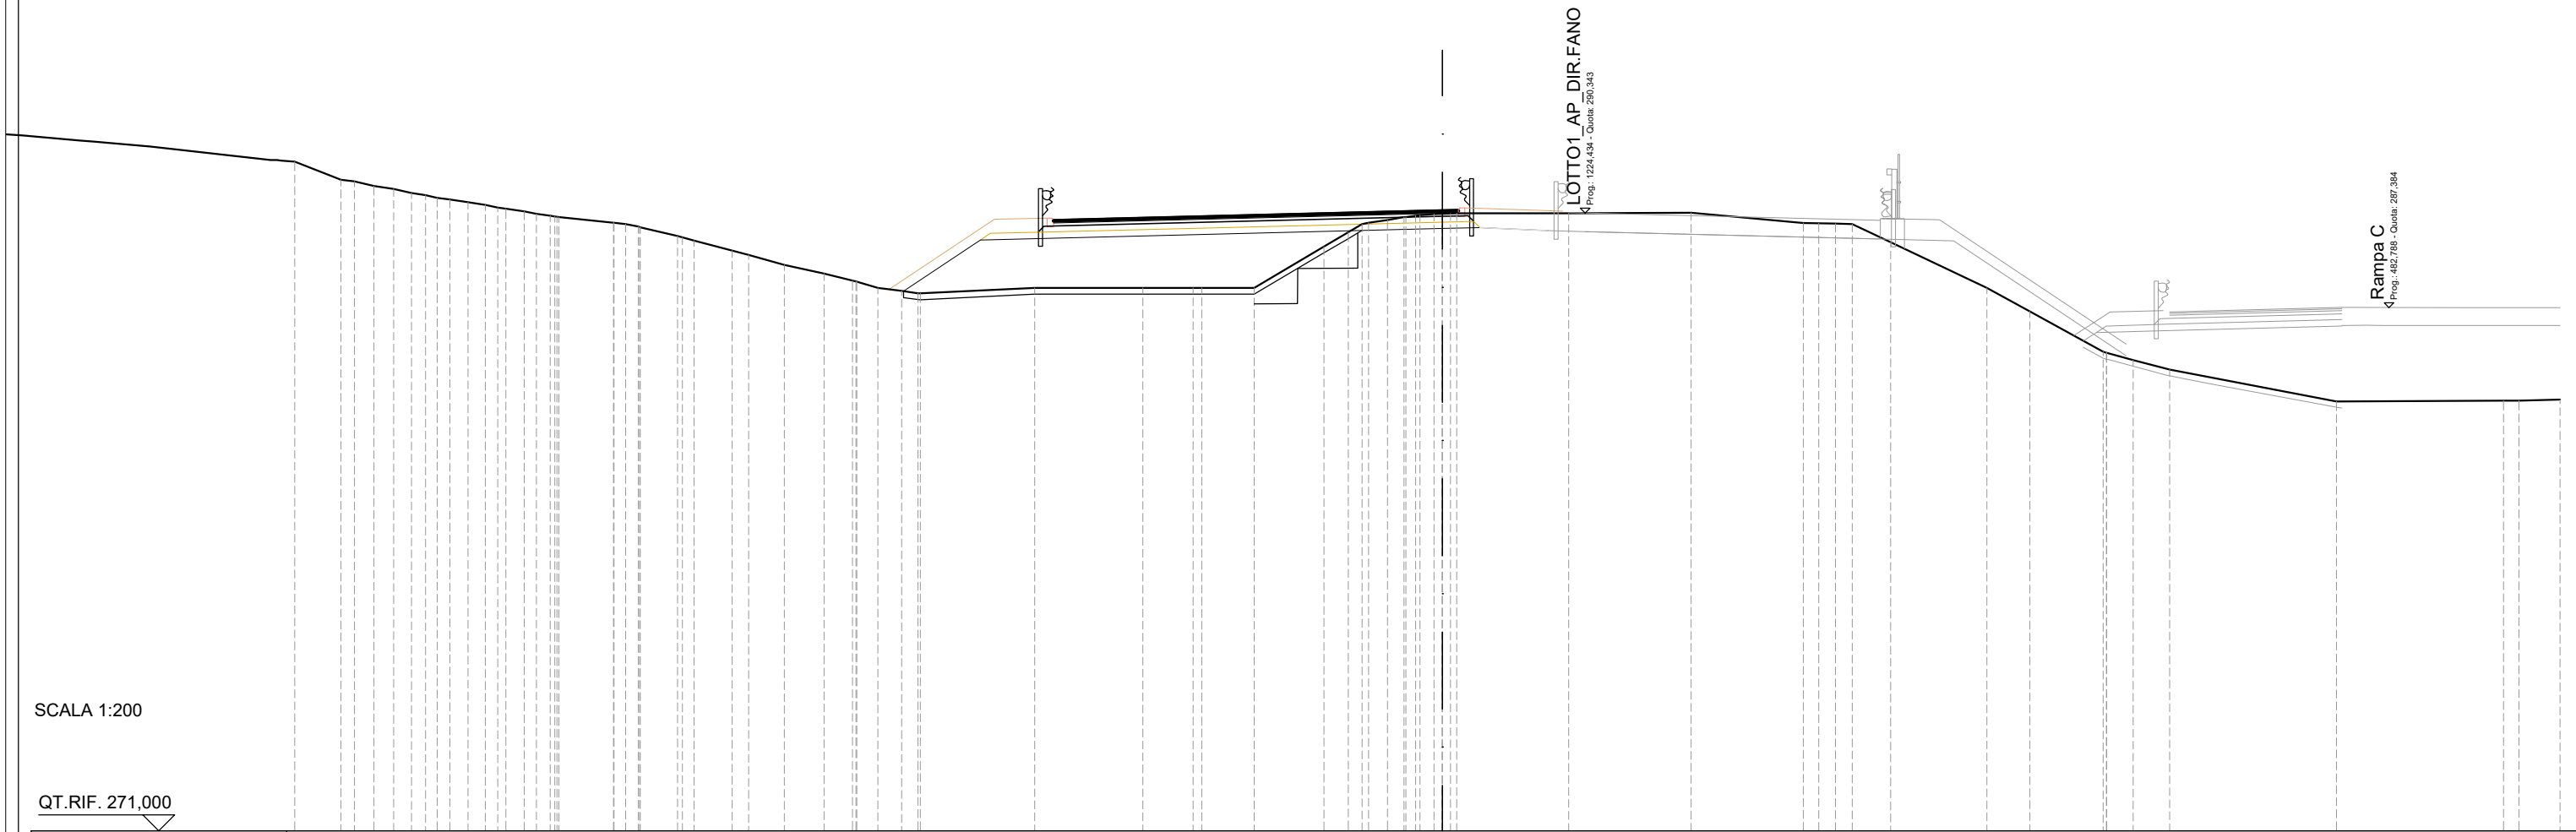 LOTTO1_AP_DIR.FANO
Prog.: 1224,434 - Quota: 290,343
Rampa C
Prog.: 482,788 - Quota: 287,384
SCALA 1:200
QT.RIF. 271,000